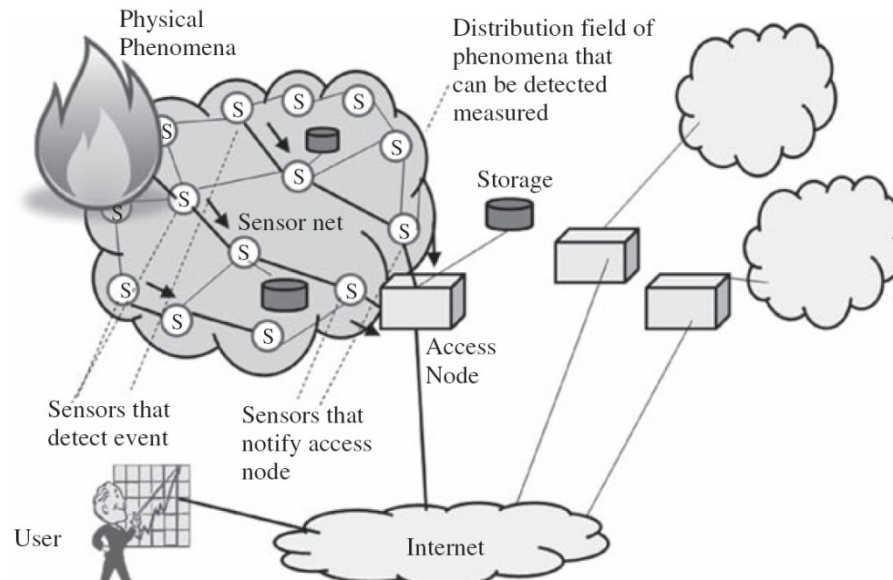 Physical
Phenomena
Distribution field of
phenomena that
can be detected
measured
S
S
S
S
S
S
S
S
S
Storage
S
Sensor net
S
S
S
S
S
S
Access
Node
Sensors that
detect event
Sensors that
notify access
node
User
Internet